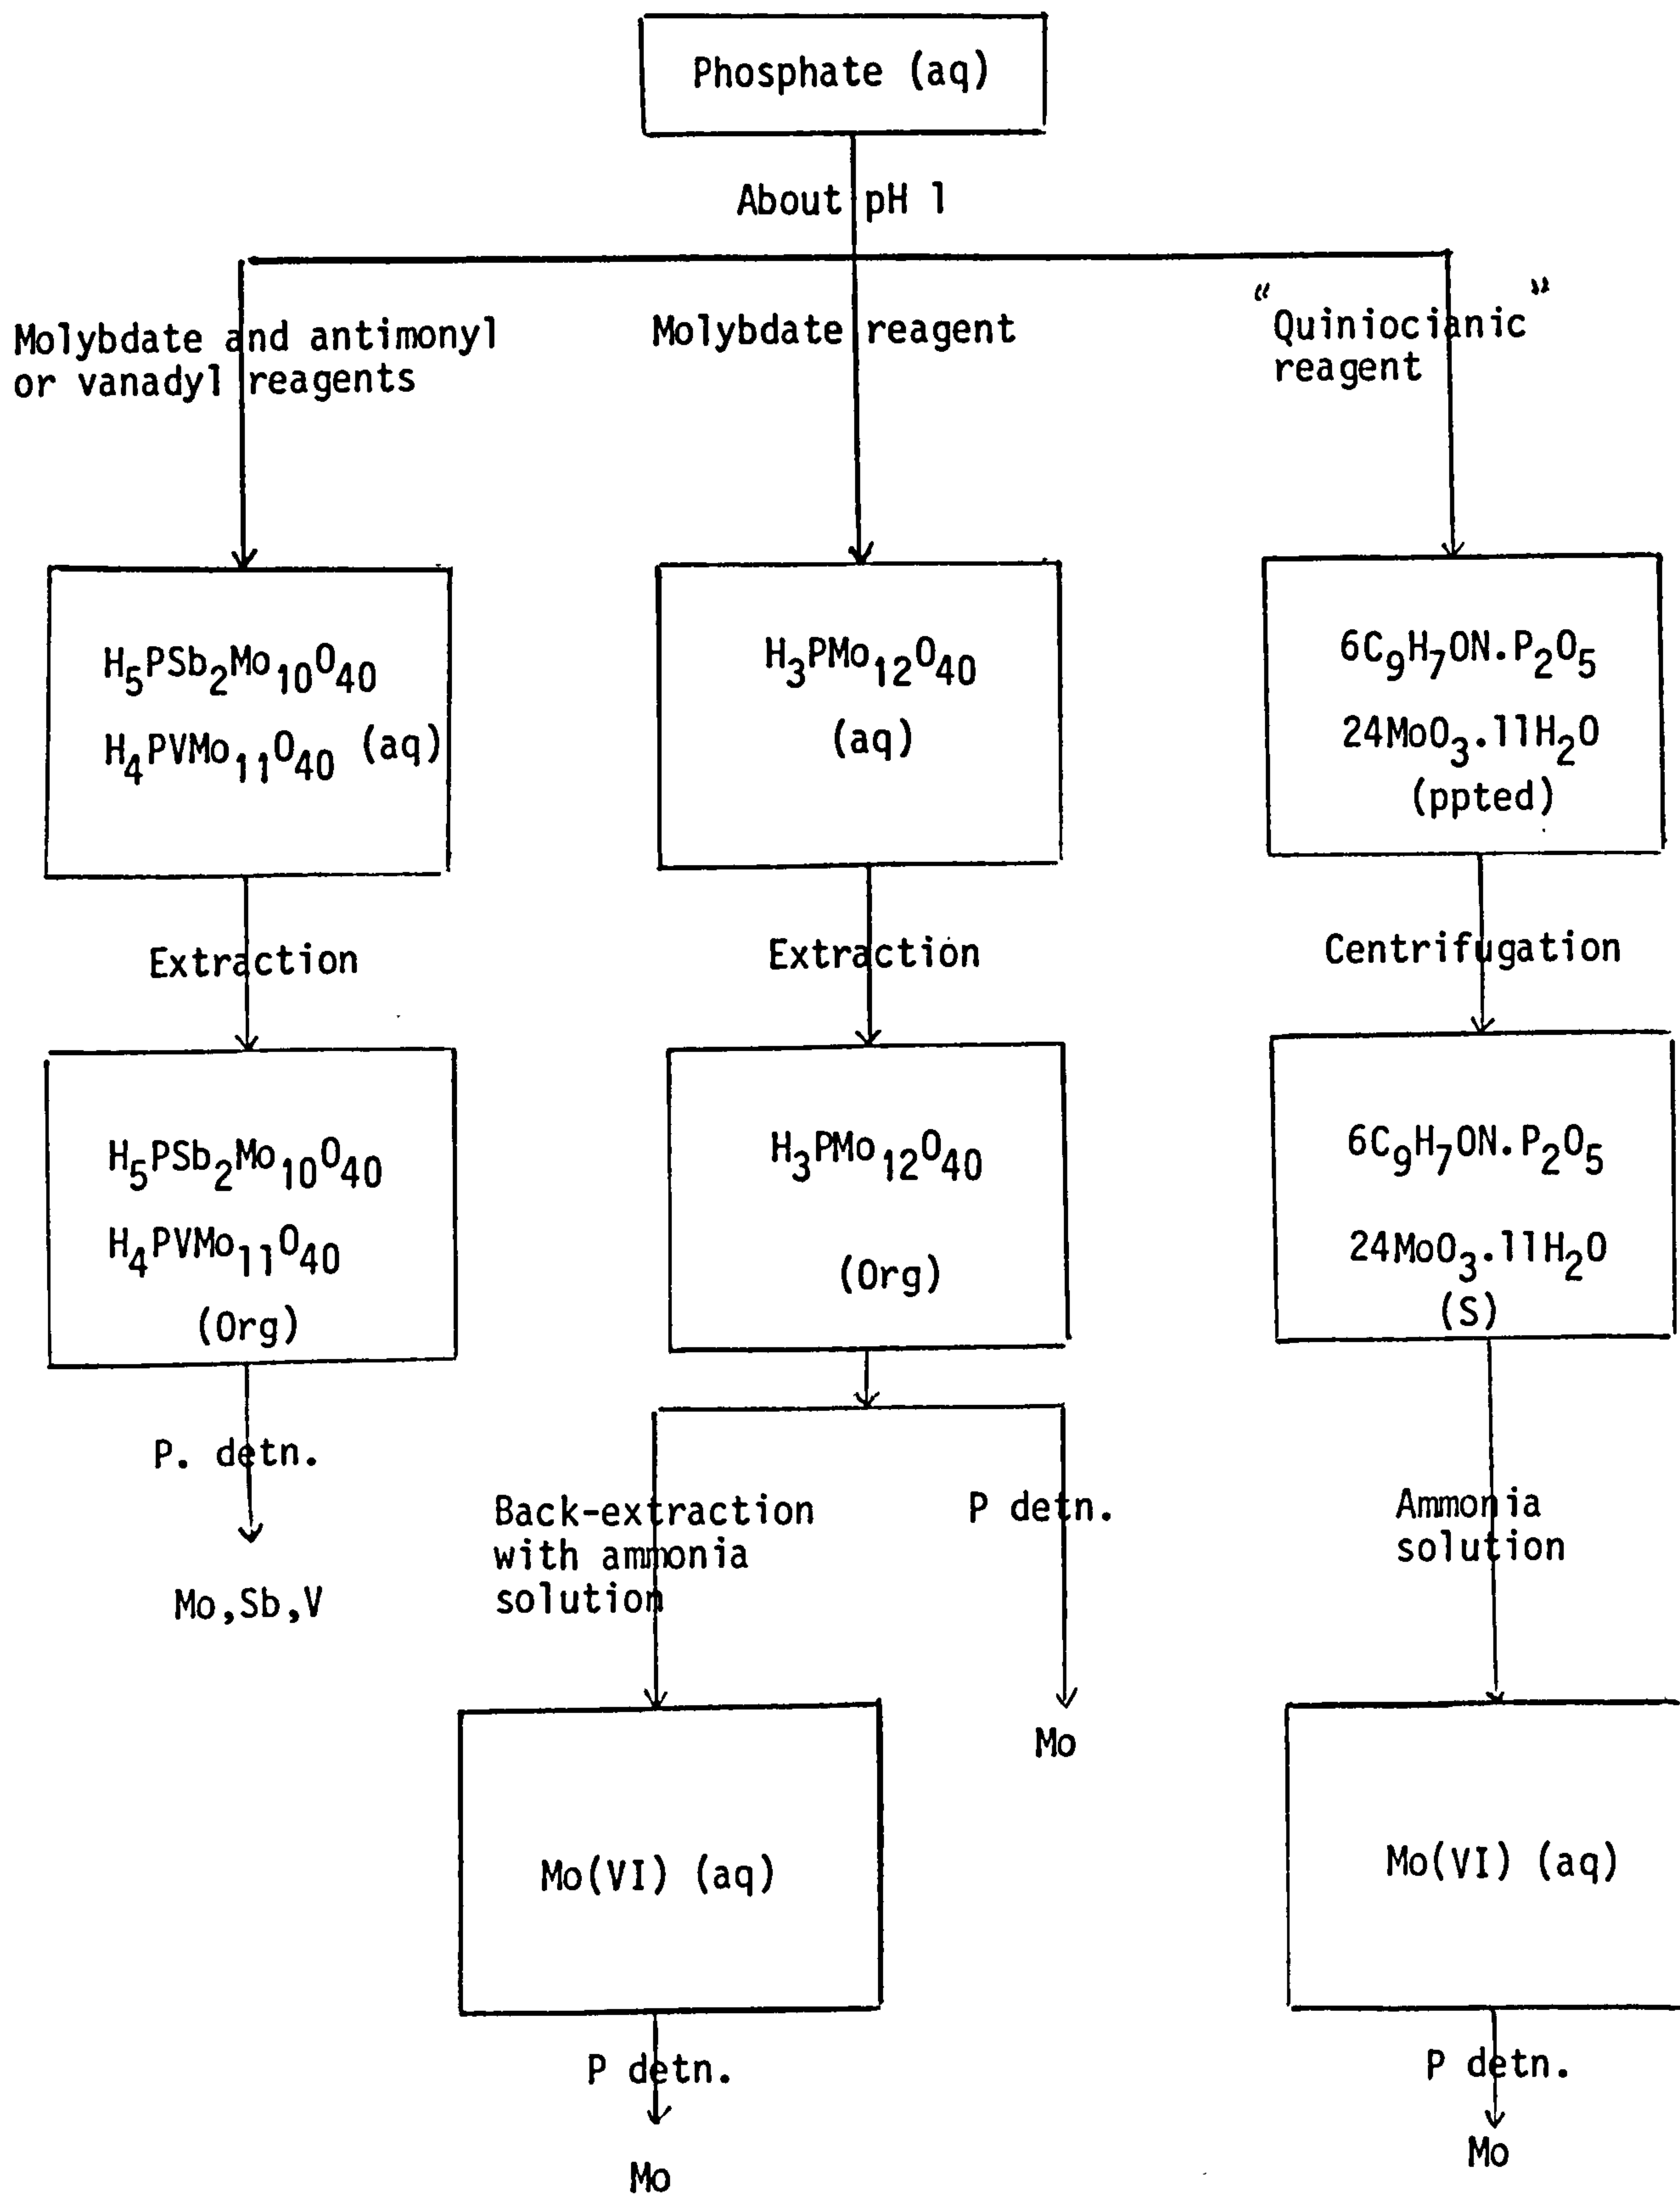 Phosphate (aq)
About pH 1
Molybdate and antimonyl
or vanadyl reagents
Molybdate reagent
"Quiniocianic"
reagent
H5PSb2Mo10O40
H4PVMo11O40 (aq)
H3PMo12O40
(aq)
6C9H7ON.P2O5
24MoO3.11H2O
(ppted)
Extraction
Extraction
Centrifugation
H5PSb2Mo10O40
H4PVMo11O40
(Org)
H3PMo12O40
(Org)
6C9H7ON.P2O5
24MoO3.11H2O
(S)
P. detn.
Mo,Sb,V
Back-extraction
with ammonia
solution
P detn.
Mo
Ammonia
solution
Mo(VI) (aq)
Mo(VI) (aq)
P detn.
Mo
P detn.
Mo